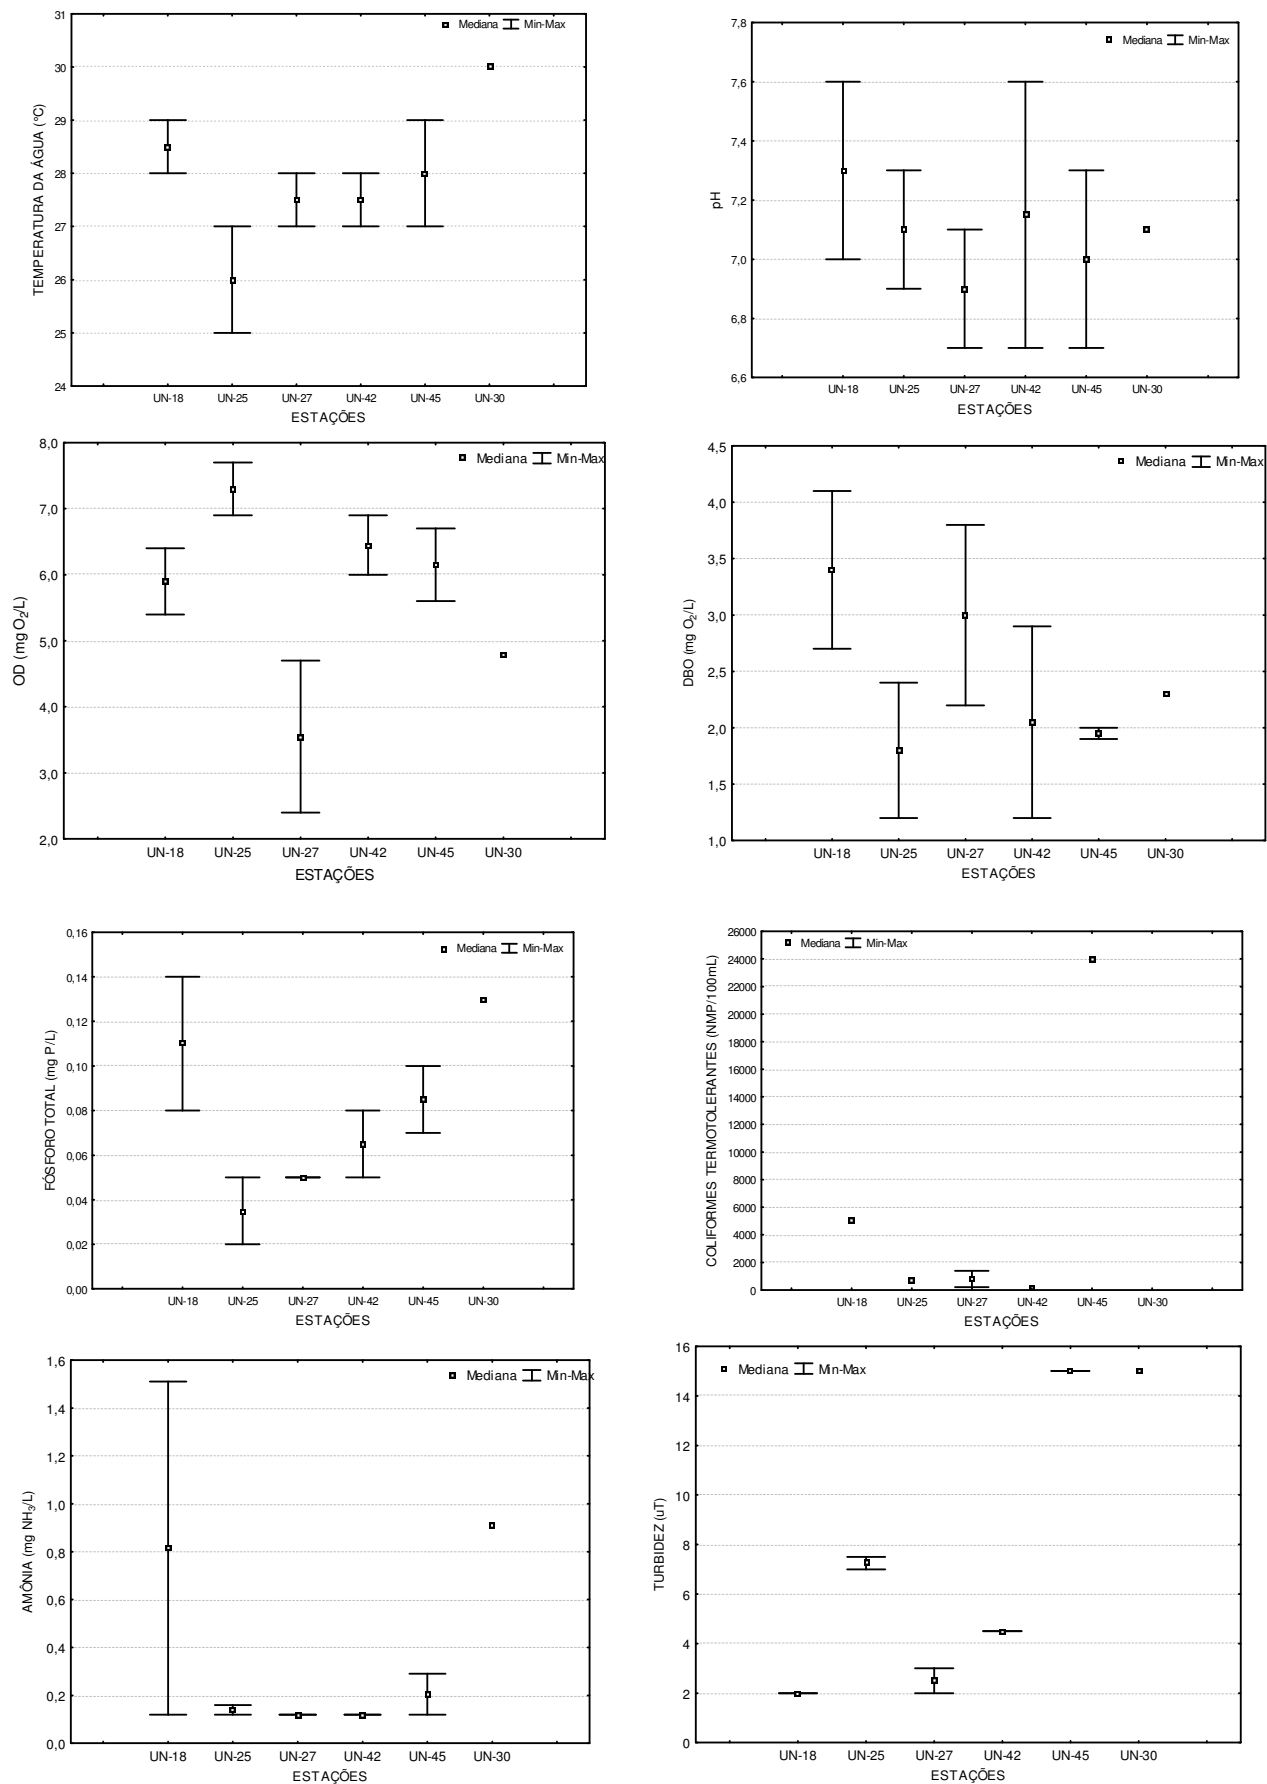 Mediana Min-Max
TEMPERATURA DA ÁGUA (°C)
31
30
29
28
27
26
25
24
UN-18 UN-25 UN-27 UN-42 UN-45 UN-30
ESTAÇÕES
Mediana Min-Max
pH
7,8
7,6
7,4
7,2
7,0
6,8
6,6
UN-18 UN-25 UN-27 UN-42 UN-45 UN-30
ESTAÇÕES
Mediana Min-Max
OD (mg O₂/L)
8,0
7,0
6,0
5,0
4,0
3,0
2,0
UN-18 UN-25 UN-27 UN-42 UN-45 UN-30
ESTAÇÕES
Mediana Min-Max
DBO (mg O₂/L)
4,5
4,0
3,5
3,0
2,5
2,0
1,5
1,0
UN-18 UN-25 UN-27 UN-42 UN-45 UN-30
ESTAÇÕES
Mediana Min-Max
FÓSFORO TOTAL (mg P/L)
0,16
0,14
0,12
0,10
0,08
0,06
0,04
0,02
0,00
UN-18 UN-25 UN-27 UN-42 UN-45 UN-30
ESTAÇÕES
Mediana Min-Max
COLIFORMES TERMOTOLERANTES (NMP/100mL)
26000
24000
22000
20000
18000
16000
14000
12000
10000
8000
6000
4000
2000
0
UN-18 UN-25 UN-27 UN-42 UN-45 UN-30
ESTAÇÕES
Mediana Min-Max
AMÔNIA (mg NH₃/L)
1,6
1,4
1,2
1,0
0,8
0,6
0,4
0,2
0,0
UN-18 UN-25 UN-27 UN-42 UN-45 UN-30
ESTAÇÕES
Mediana Min-Max
TURBIDEZ (uT)
16
14
12
10
8
6
4
2
0
UN-18 UN-25 UN-27 UN-42 UN-45 UN-30
ESTAÇÕES